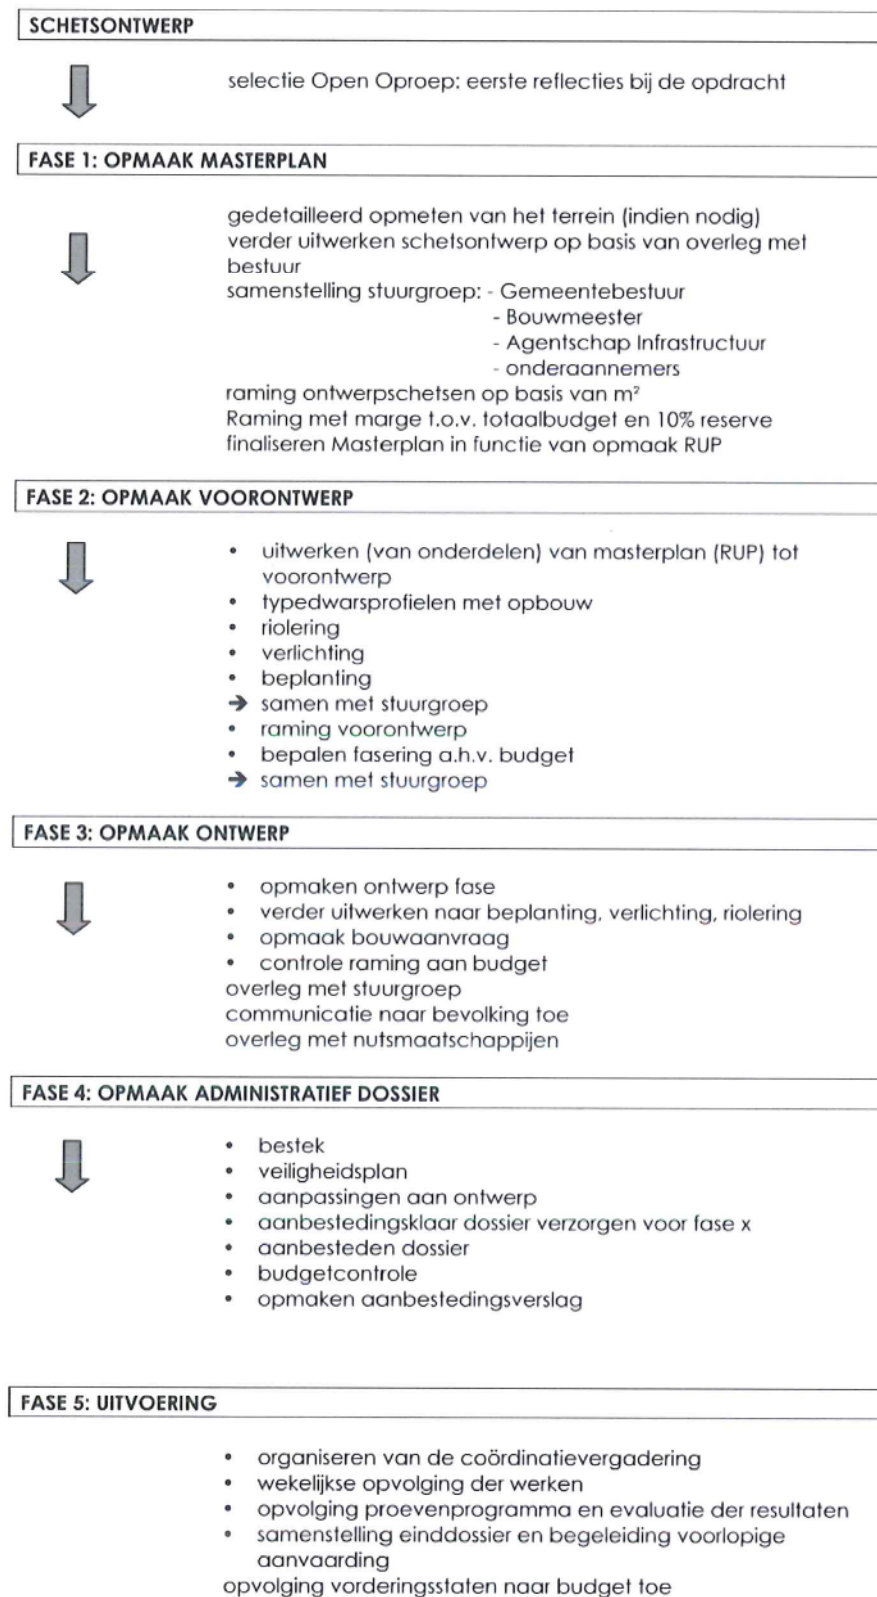 SCHETSONTWERP
selectie Open Oproep: eerste reflecties bij de opdracht
FASE 1: OPMAAK MASTERPLAN
gedetailleerd opmeten van het terrein (indien nodig)
verder uitwerken schetsontwerp op basis van overleg met
bestuur
samenstelling stuurgroep: - Gemeentebestuur
- Bouwmeester
- Agentschap Infrastructuur
- onderaannemers
raming ontwerpschetsen op basis van m²
Raming met marge t.o.v. totaalbudget en 10% reserve
finaliseren Masterplan in functie van opmaak RUP
FASE 2: OPMAAK VOORONTWERP
• uitwerken (van onderdelen) van masterplan (RUP) tot
voorontwerp
• typedwarsprofielen met opbouw
• riolering
• verlichting
• beplanting
➔ samen met stuurgroep
• raming voorontwerp
• bepalen fasering a.h.v. budget
➔ samen met stuurgroep
FASE 3: OPMAAK ONTWERP
• opmaken ontwerp fase
• verder uitwerken naar beplanting, verlichting, riolering
• opmaak bouwaanvraag
• controle raming aan budget
overleg met stuurgroep
communicatie naar bevolking toe
overleg met nutsmaatschappijen
FASE 4: OPMAAK ADMINISTRATIEF DOSSIER
• bestek
• veiligheidsplan
• aanpassingen aan ontwerp
• aanbestedingsklaar dossier verzorgen voor fase x
• aanbesteden dossier
• budgetcontrole
• opmaken aanbestedingsverslag
FASE 5: UITVOERING
• organiseren van de coördinatievergadering
• wekelijkse opvolging der werken
• opvolging proevenprogramma en evaluatie der resultaten
• samenstelling einddossier en begeleiding voorlopige
aanvaarding
opvolging vorderingsstaten naar budget toe